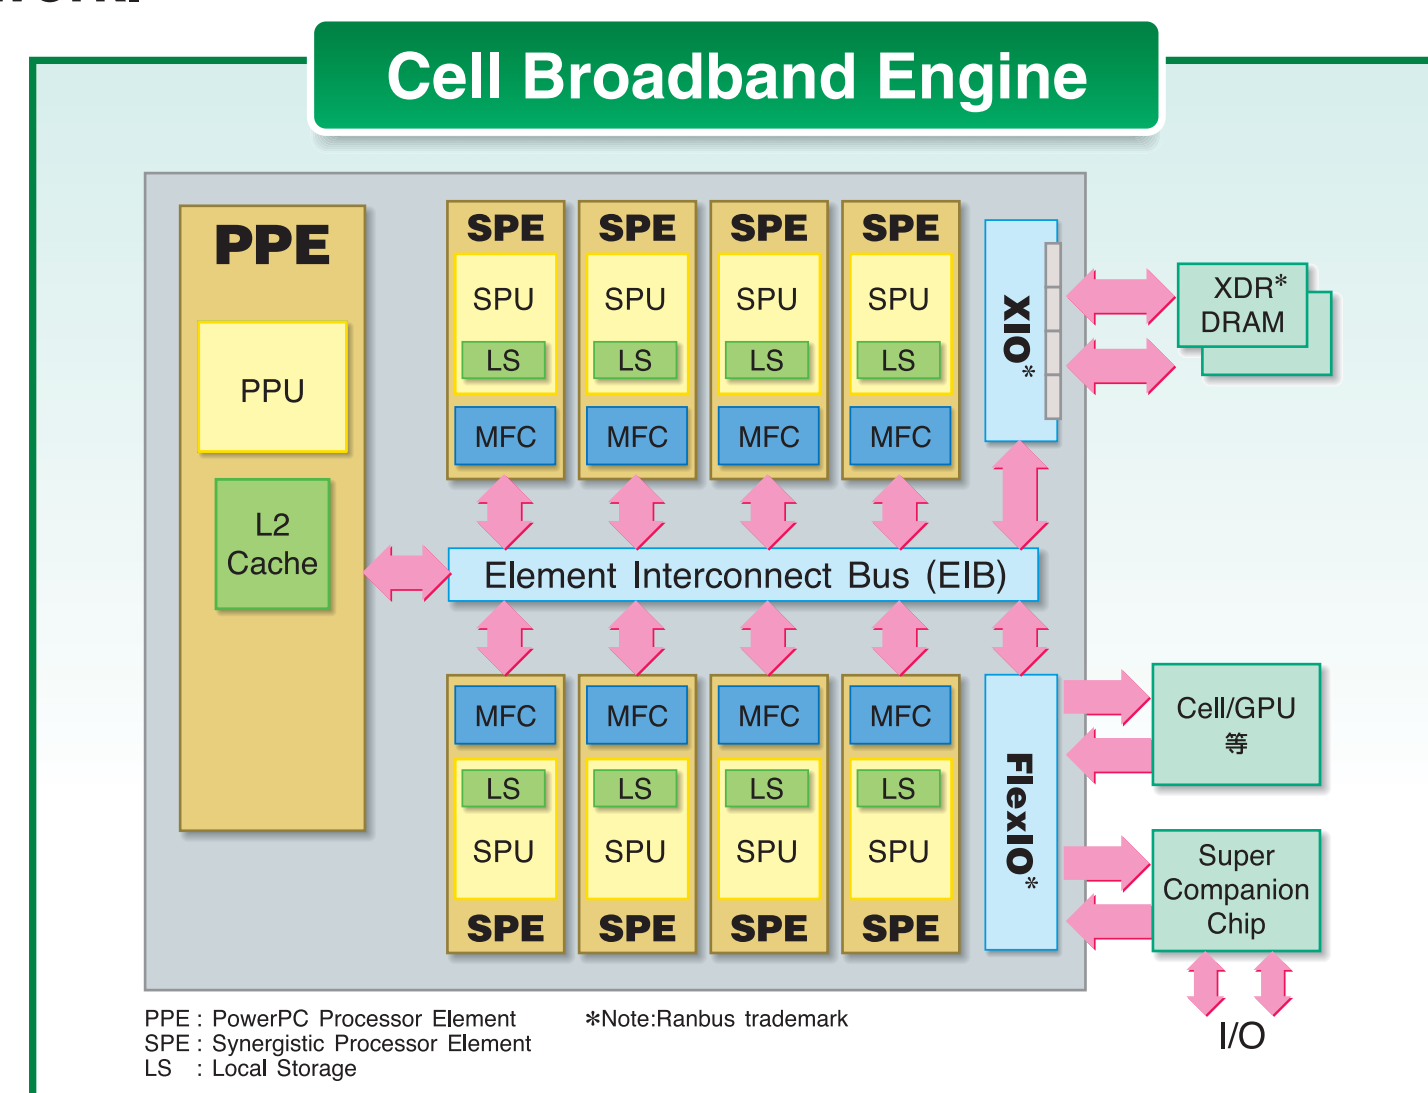 Cell Broadband Engine
PPE
PPU
L2
Cache
SPE SPE SPE SPE
SPU SPU SPU SPU
LS LS LS LS
MFC MFC MFC MFC
XIO*
XDR*
DRAM
Element Interconnect Bus (EIB)
MFC MFC MFC MFC
LS LS LS LS
SPU SPU SPU SPU
SPE SPE SPE SPE
FlexIO*
Cell/GPU
等
Super
Companion
Chip
I/O
PPE : PowerPC Processor Element
SPE : Synergistic Processor Element
LS : Local Storage
*Note:Ranbus trademark